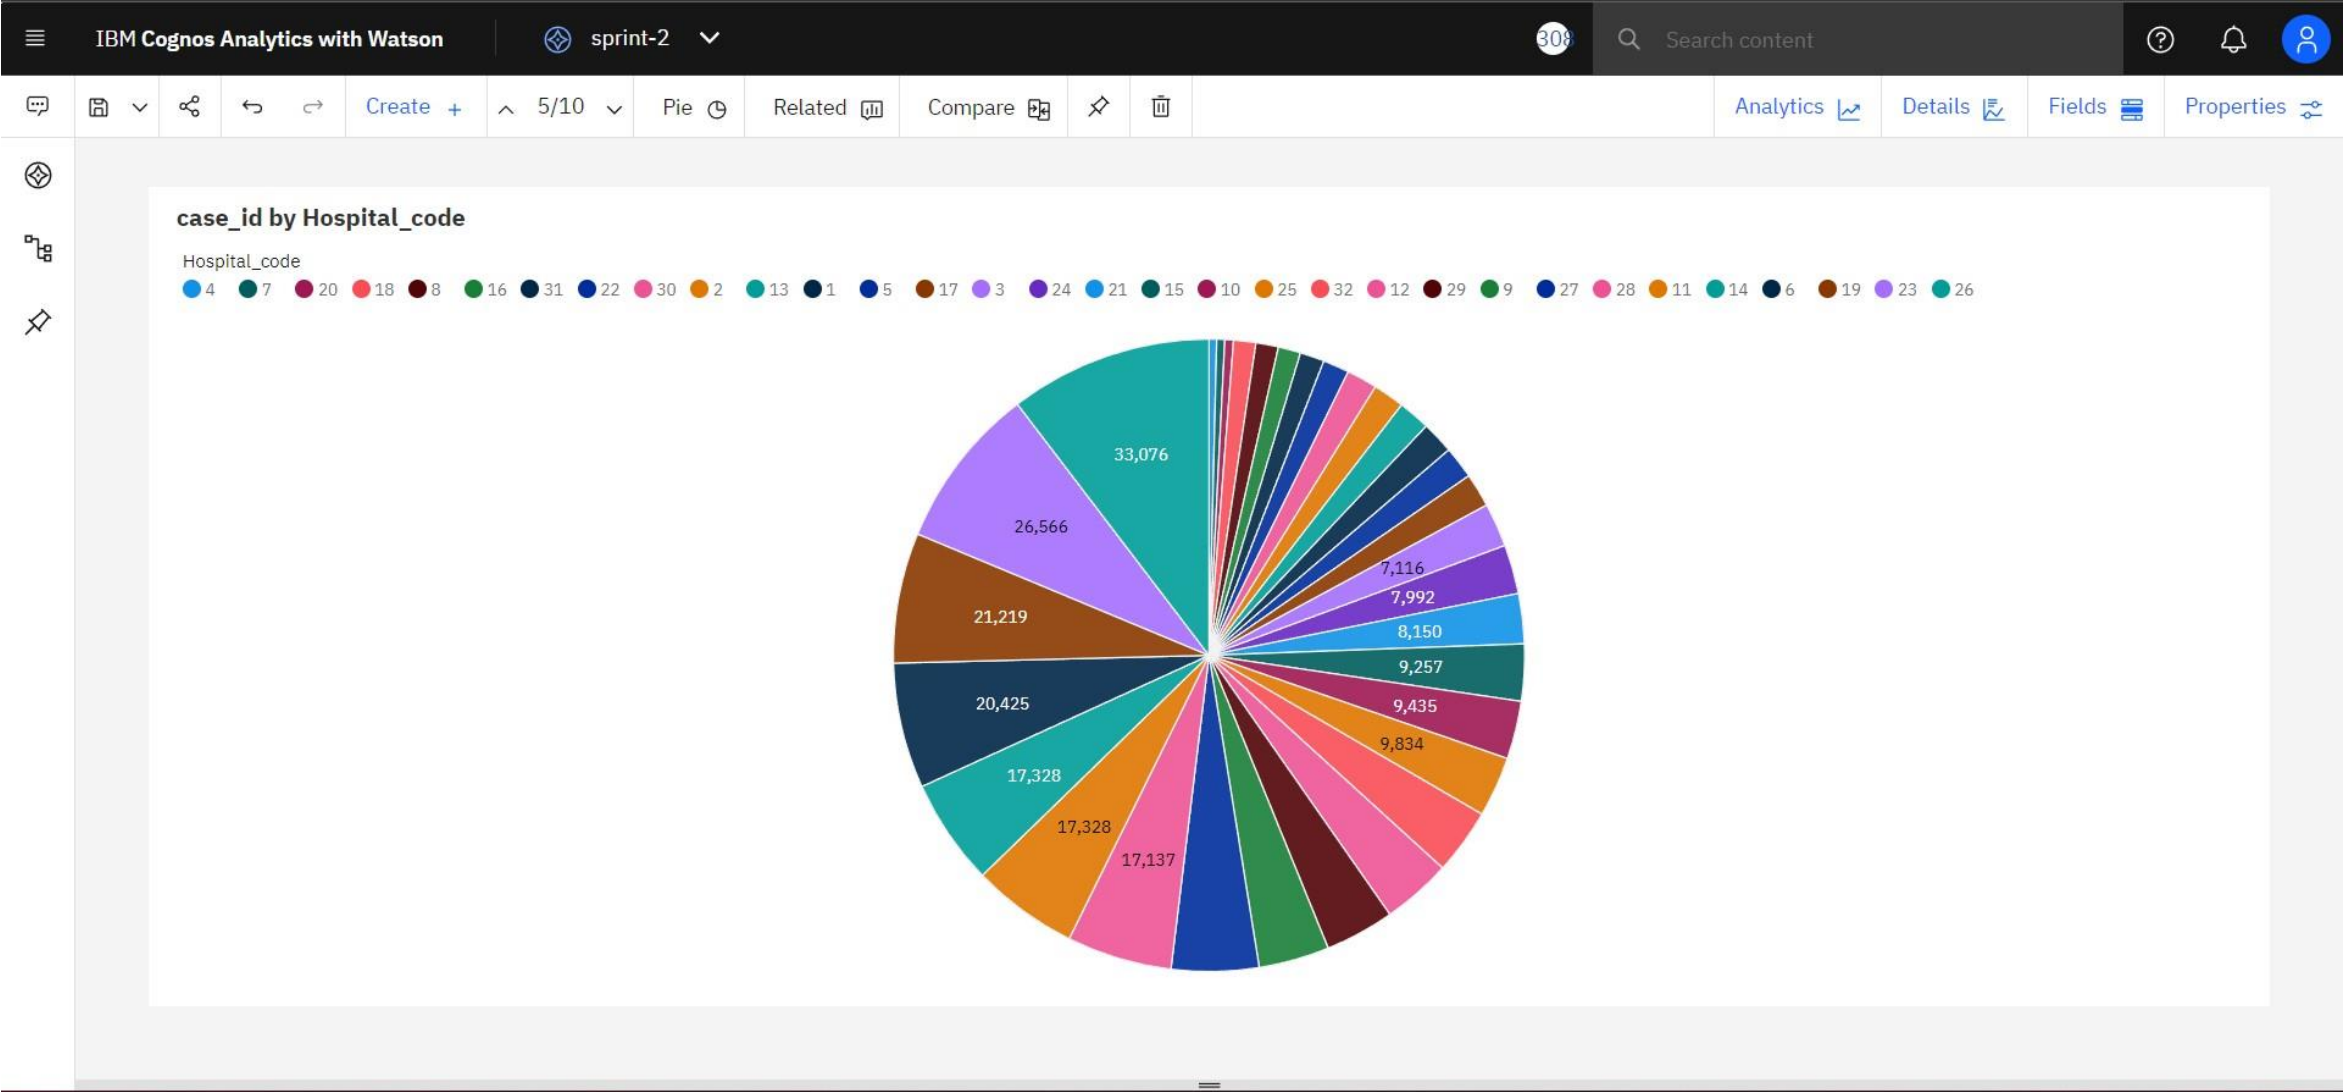 IBM Cognos Analytics with Watson sprint-2 308 Search content
Create + 5/10 Pie Related Compare Analytics Details Fields Properties
case_id by Hospital_code
Hospital_code
4 7 20 18 8 16 31 22 30 2 13 1 5 17 3 24 21 15 10 25 32 12 29 9 27 28 11 14 6 19 23 26
33,076
26,566
7,116
7,992
21,219
8,150
9,257
20,425
9,435
9,834
17,328
17,328
17,137